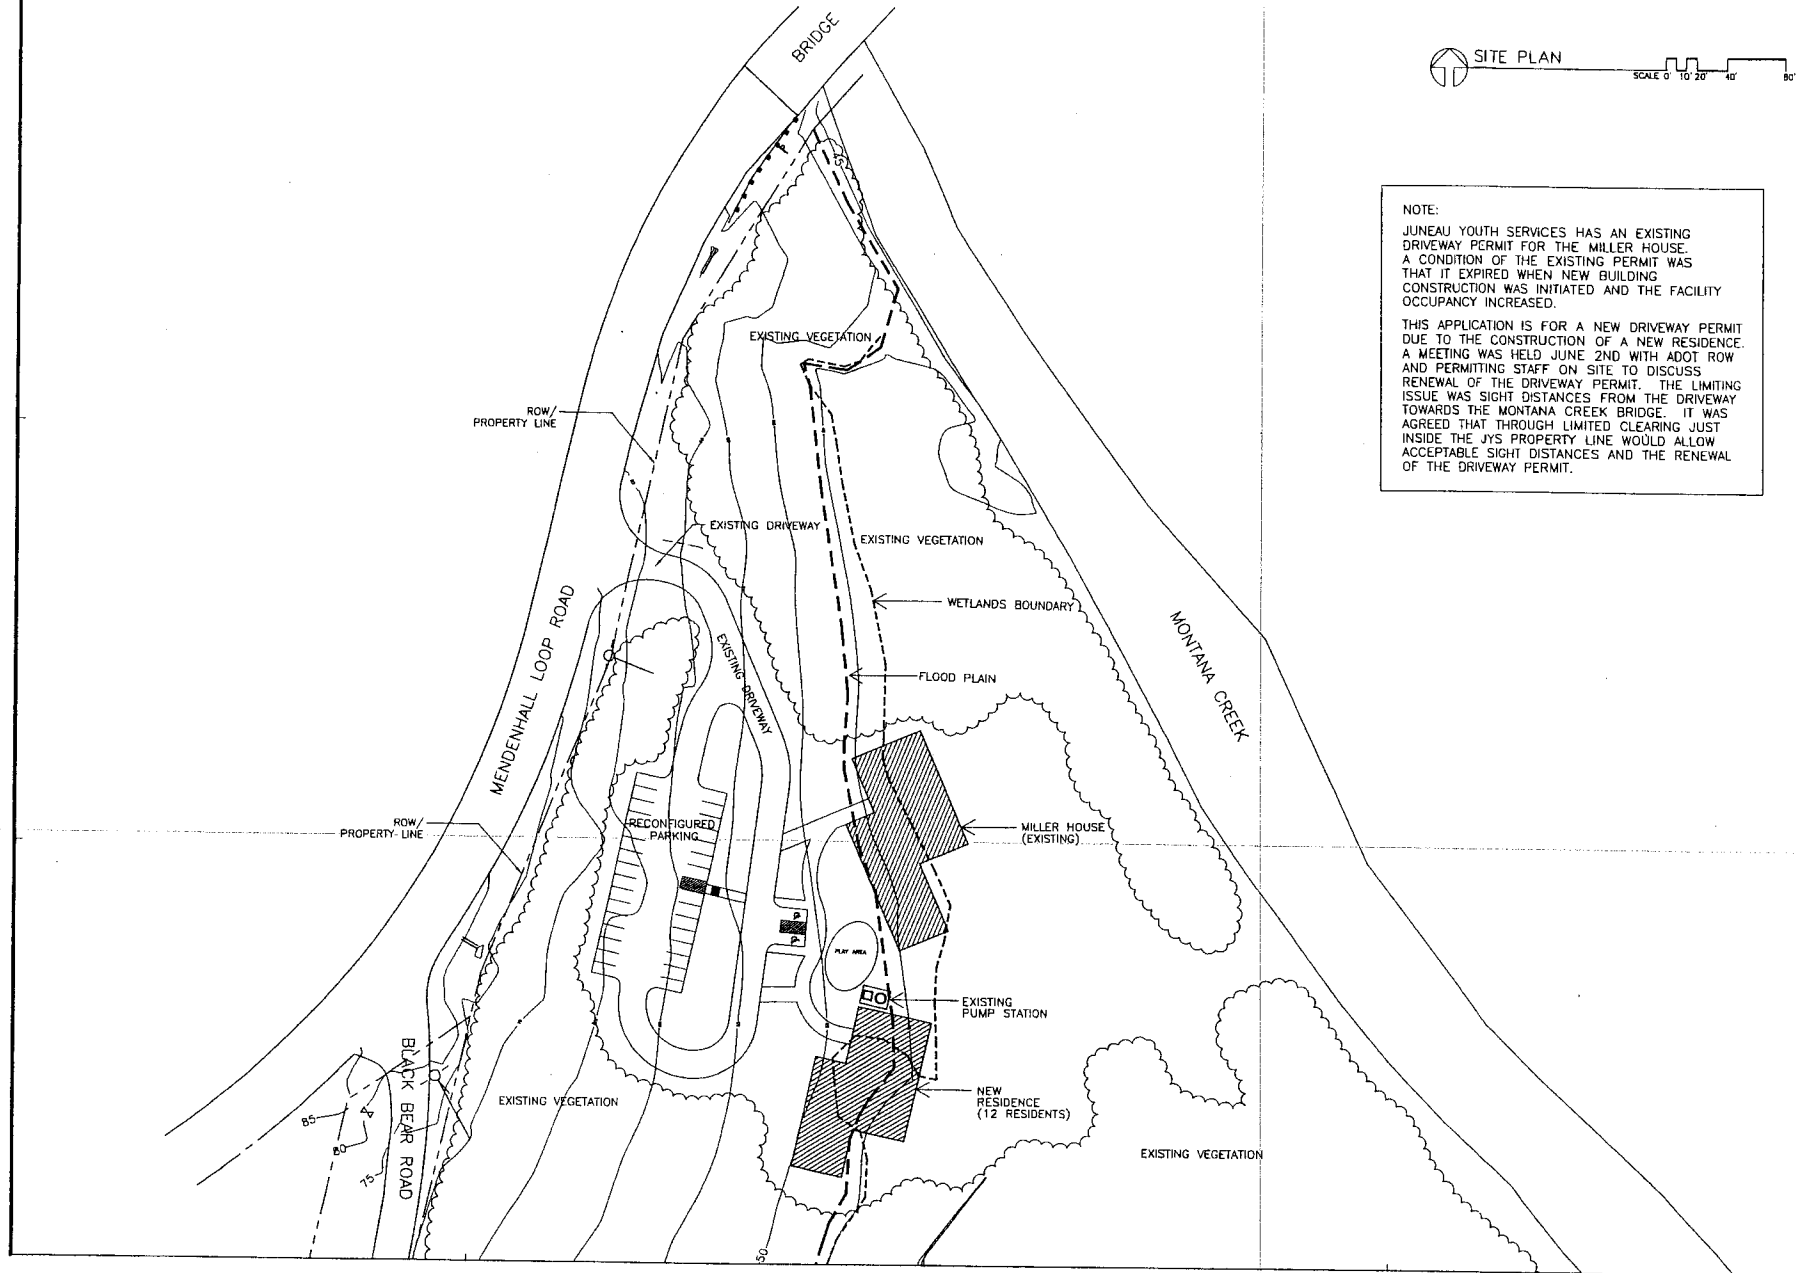 BRIDGE
SITE PLAN
SCALE 0' 10' 20' 40' 80'
NOTE:
JUNEAU YOUTH SERVICES HAS AN EXISTING
DRIVEWAY PERMIT FOR THE MILLER HOUSE.
A CONDITION OF THE EXISTING PERMIT WAS
THAT IT EXPIRED WHEN NEW BUILDING
CONSTRUCTION WAS INITIATED AND THE FACILITY
OCCUPANCY INCREASED.
THIS APPLICATION IS FOR A NEW DRIVEWAY PERMIT
DUE TO THE CONSTRUCTION OF A NEW RESIDENCE.
A MEETING WAS HELD JUNE 2ND WITH ADOT ROW
AND PERMITTING STAFF ON SITE TO DISCUSS
RENEWAL OF THE DRIVEWAY PERMIT. THE LIMITING
ISSUE WAS SIGHT DISTANCES FROM THE DRIVEWAY
TOWARDS THE MONTANA CREEK BRIDGE. IT WAS
AGREED THAT THROUGH LIMITED CLEARING JUST
INSIDE THE JYS PROPERTY LINE WOULD ALLOW
ACCEPTABLE SIGHT DISTANCES AND THE RENEWAL
OF THE DRIVEWAY PERMIT.
45
EXISTING VEGETATION
ROW/
PROPERTY LINE
EXISTING DRIVEWAY
EXISTING VEGETATION
WETLANDS BOUNDARY
MENDENHALL LOOP ROAD
EXISTING DRIVEWAY
FLOOD PLAIN
MONTANA CREEK
ROW/
PROPERTY LINE
RECONFIGURED
PARKING
MILLER HOUSE
(EXISTING)
PLAY AREA
EXISTING
PUMP STATION
BLACK BEAR ROAD
EXISTING VEGETATION
NEW
RESIDENCE
(12 RESIDENTS)
85
80
75
EXISTING VEGETATION
50